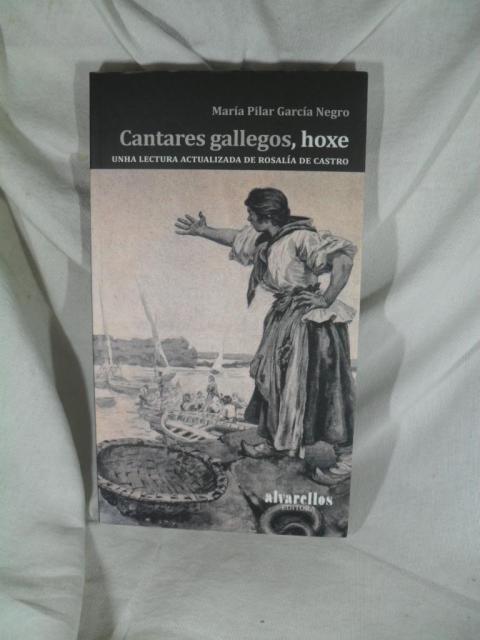 María Pilar García Negro
Cantares gallegos, hoxe
UNHA LECTURA ACTUALIZADA DE ROSALÍA DE CASTRO
alvarellos
EDITORA